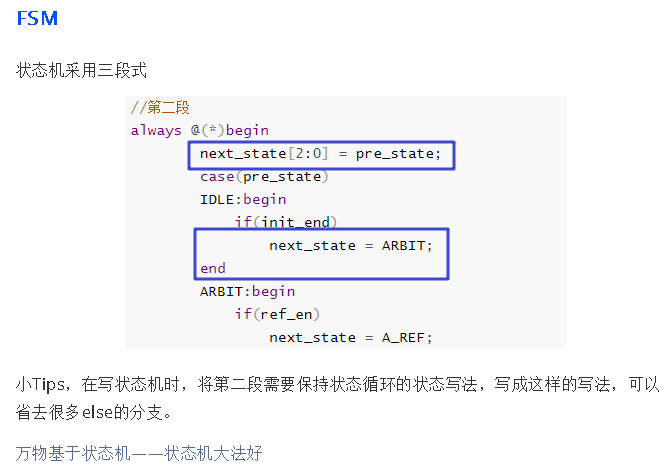 FSM
状态机采用三段式
//第二段
always @(*)begin
next_state[2:0] = pre_state;
case(pre_state)
IDLE:begin
if(init_end)
next_state = ARBIT;
end
ARBIT:begin
if(ref_en)
next_state = A_REF;
小Tips，在写状态机时，将第二段需要保持状态循环的状态写法，写成这样的写法，可以
省去很多else的分支。
万物基于状态机——状态机大法好